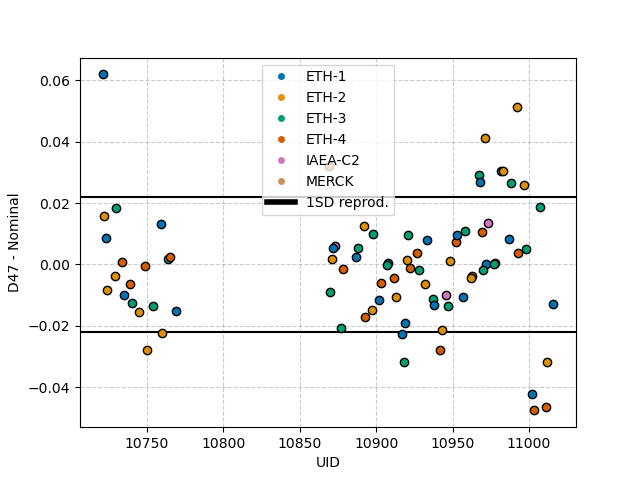 D47 - Nominal
0.06
0.04
0.02
0.00
−0.02
−0.04
ETH-1
ETH-2
ETH-3
ETH-4
IAEA-C2
MERCK
1SD reprod.
10750
10800
10850
10900
10950
11000
UID